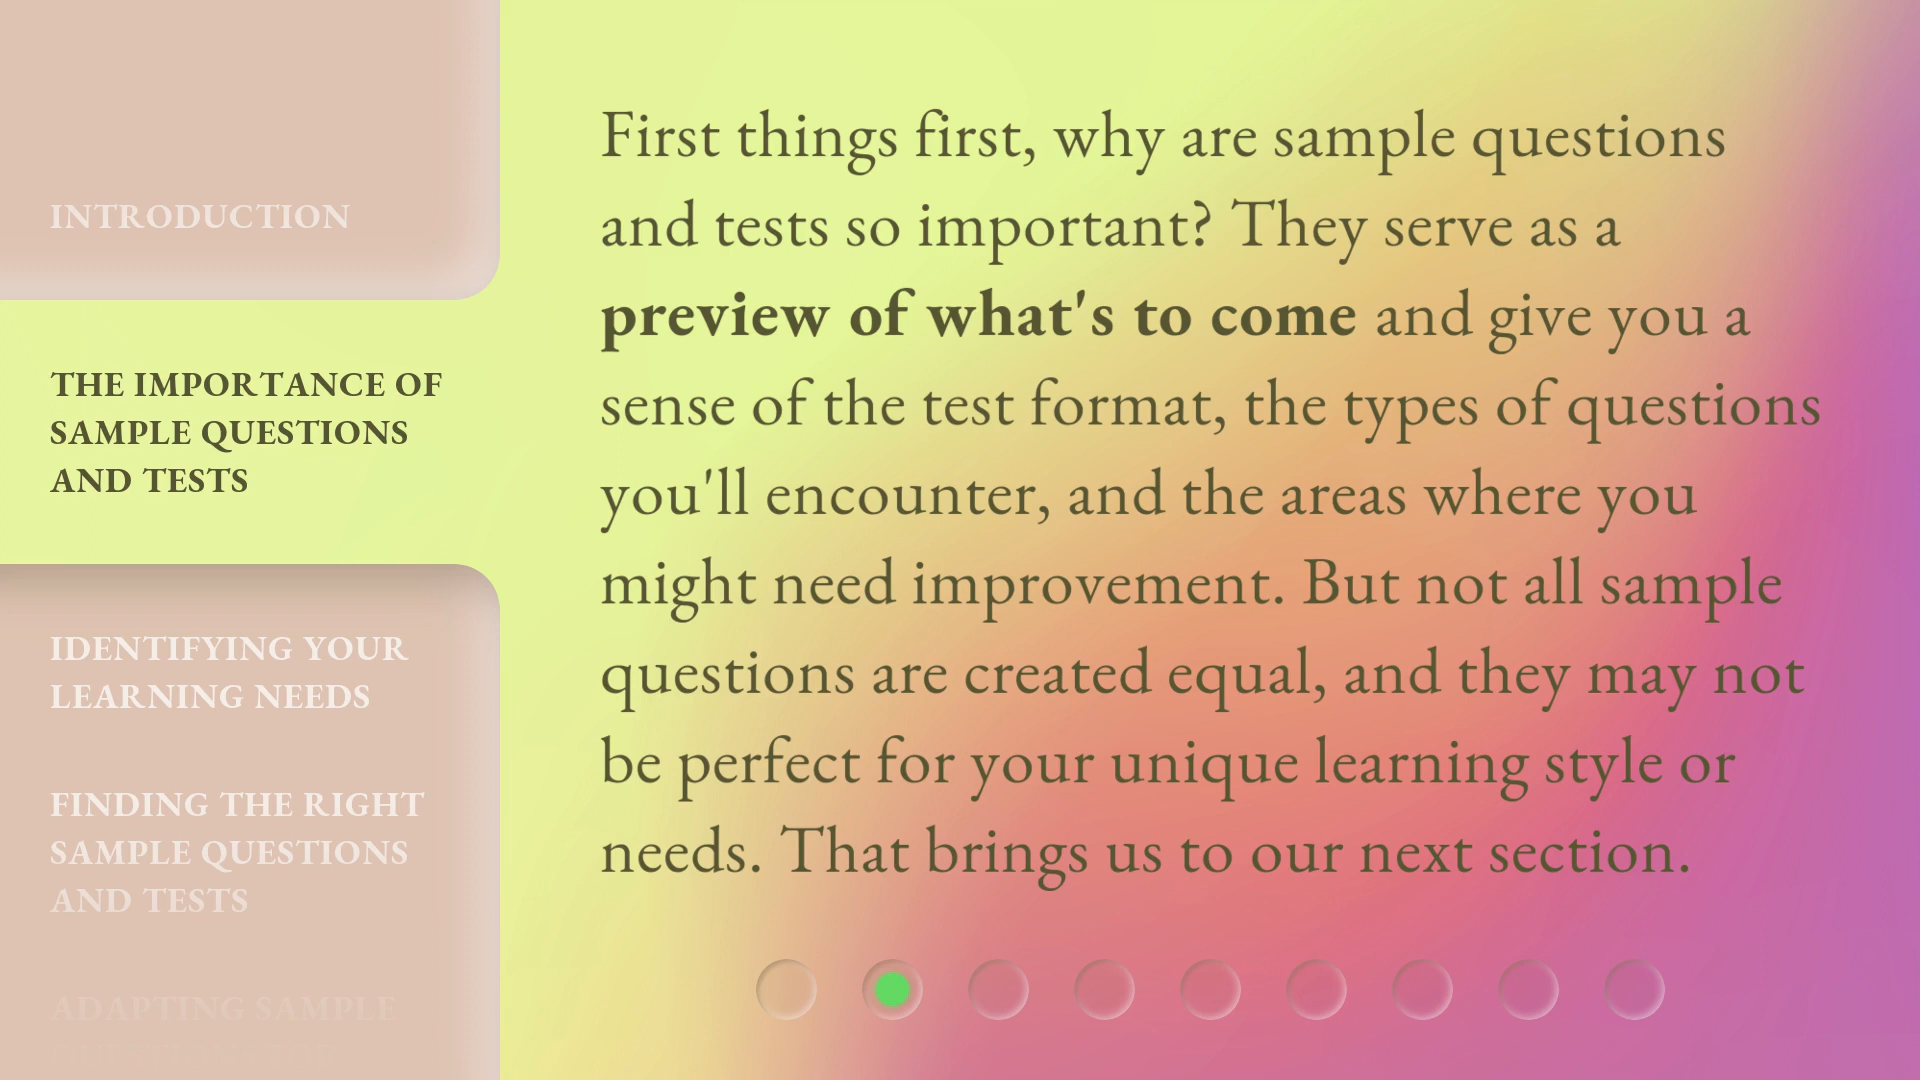 INTRODUCTION
THE IMPORTANCE OF
SAMPLE QUESTIONS
AND TESTS
IDENTIFYING YOUR
LEARNING NEEDS
FINDING THE RIGHT
SAMPLE QUESTIONS
AND TESTS
ADAPTING SAMPLE
First things first, why are sample questions
and tests so important? They serve as a
preview of what's to come and give you a
sense of the test format, the types of questions
you'll encounter, and the areas where you
might need improvement. But not all sample
questions are created equal, and they may not
be perfect for your unique learning style or
needs. That brings us to our next section.